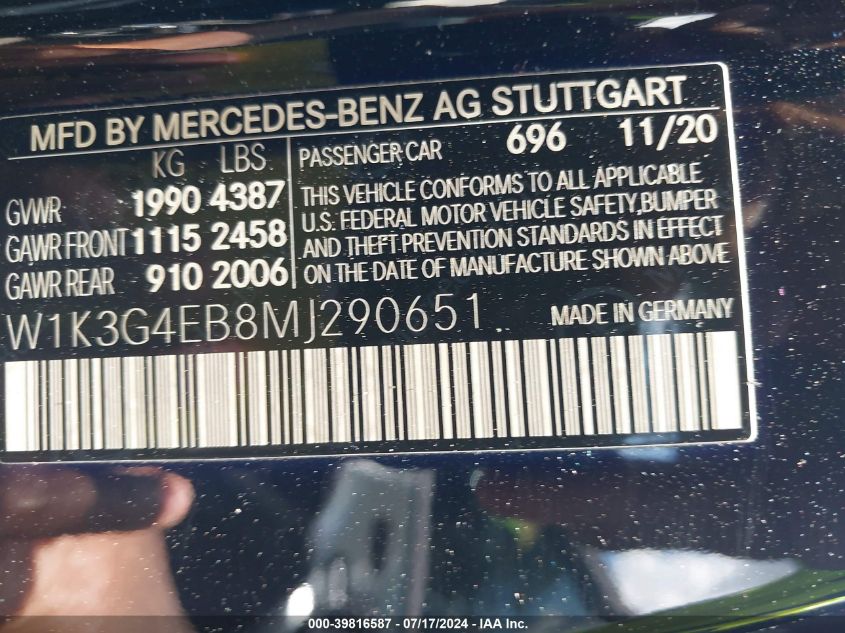 MFD BY MERCEDES-BENZ AG STUTTGART
KG LBS
GVWR 1990 4387
GAWR FRONT 1115 2458
GAWR REAR 910 2006
PASSENGER CAR 696 11/20
THIS VEHICLE CONFORMS TO ALL APPLICABLE
U.S. FEDERAL MOTOR VEHICLE SAFETY,BUMPER
AND THEFT PREVENTION STANDARDS IN EFFECT
ON THE DATE OF MANUFACTURE SHOWN ABOVE
W1K3G4EB8MJ290651
MADE IN GERMANY
000-39816587 - 07/17/2024 - IAA Inc.